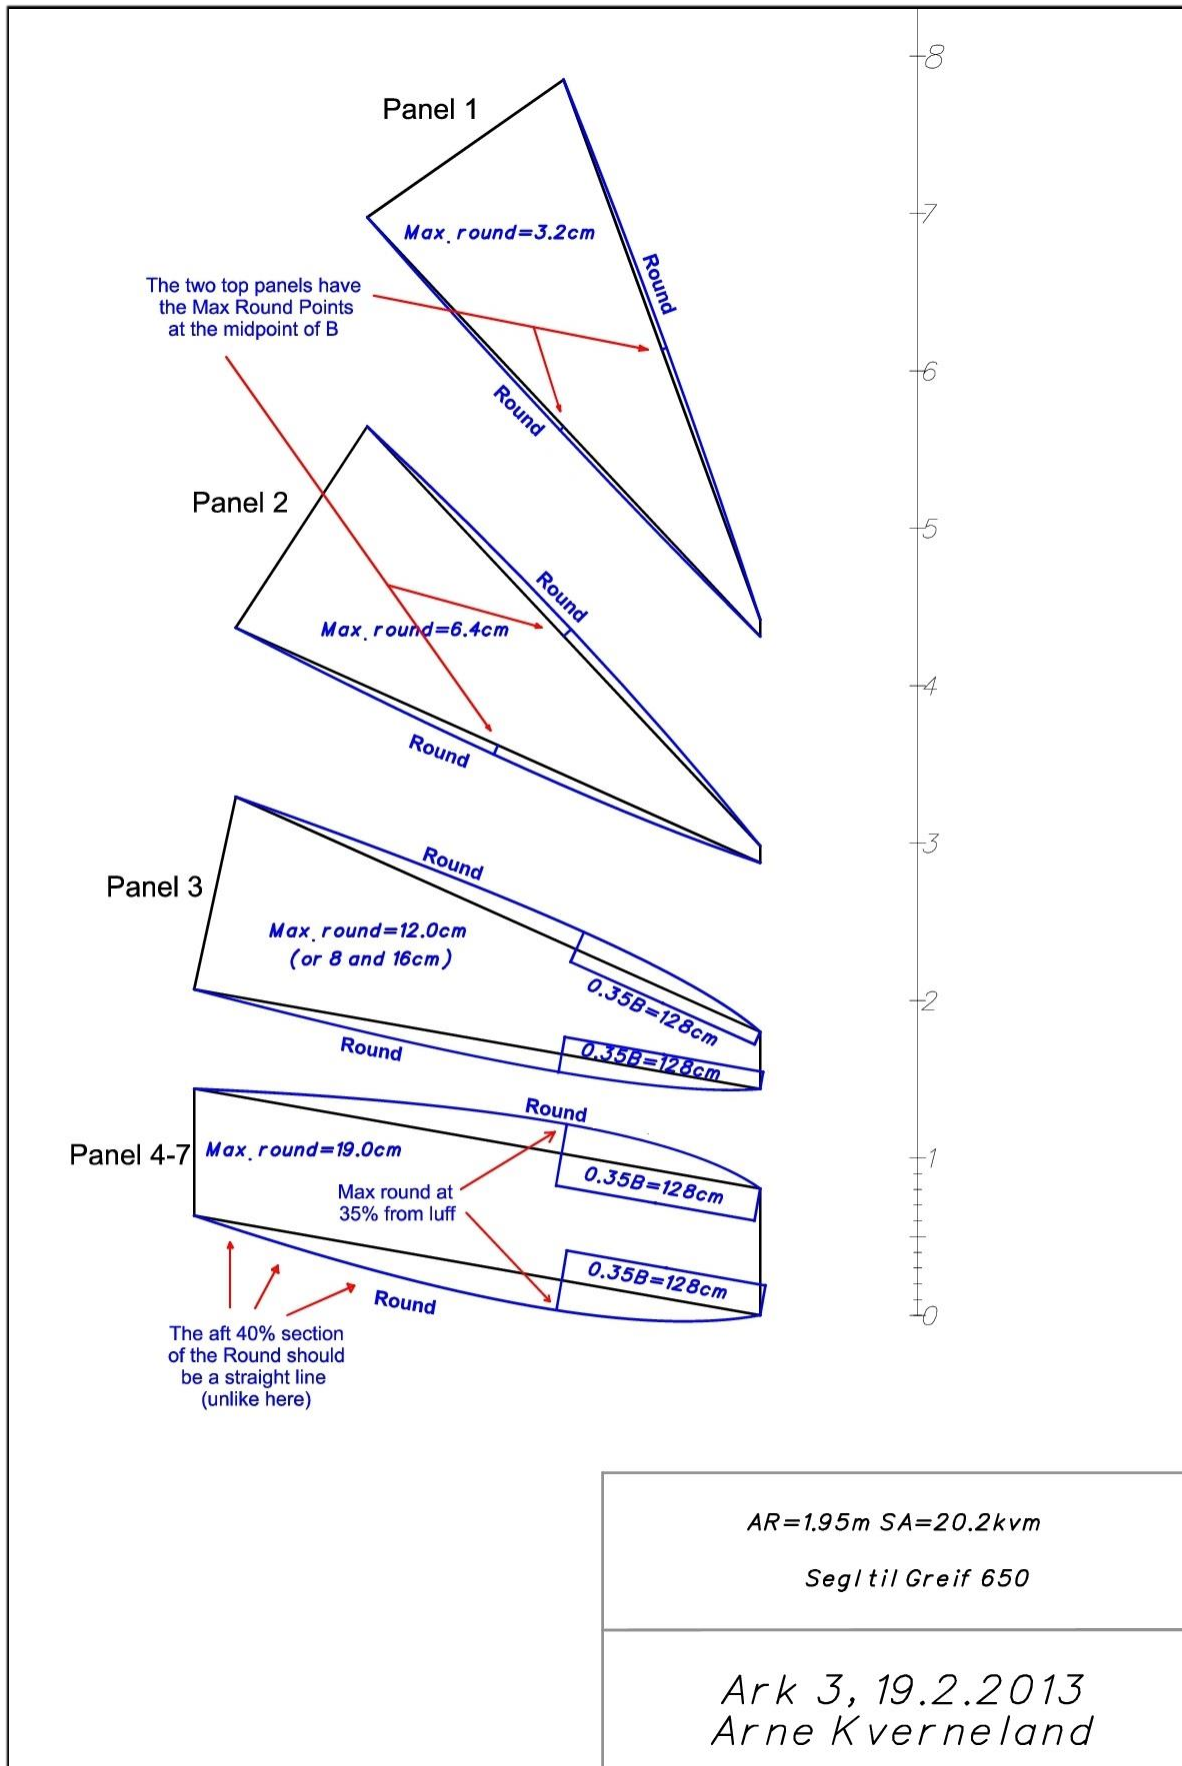 8
Panel 1
7
Max. round=3.2cm
Round
The two top panels have
the Max Round Points
at the midpoint of B
6
Round
Panel 2
5
Round
Max. round=6.4cm
4
Round
3
Round
Panel 3
Max. round=12.0cm
(or 8 and 16cm)
2
0.35B=128cm
Round
0.35B=128cm
Round
Panel 4-7
Max. round=19.0cm
1
0.35B=128cm
Max round at
35% from luff
0.35B=128cm
Round
0
The aft 40% section
of the Round should
be a straight line
(unlike here)
AR=1.95m SA=20.2kvm
Segl til Greif 650
Ark 3, 19.2.2013
Arne Kverneland